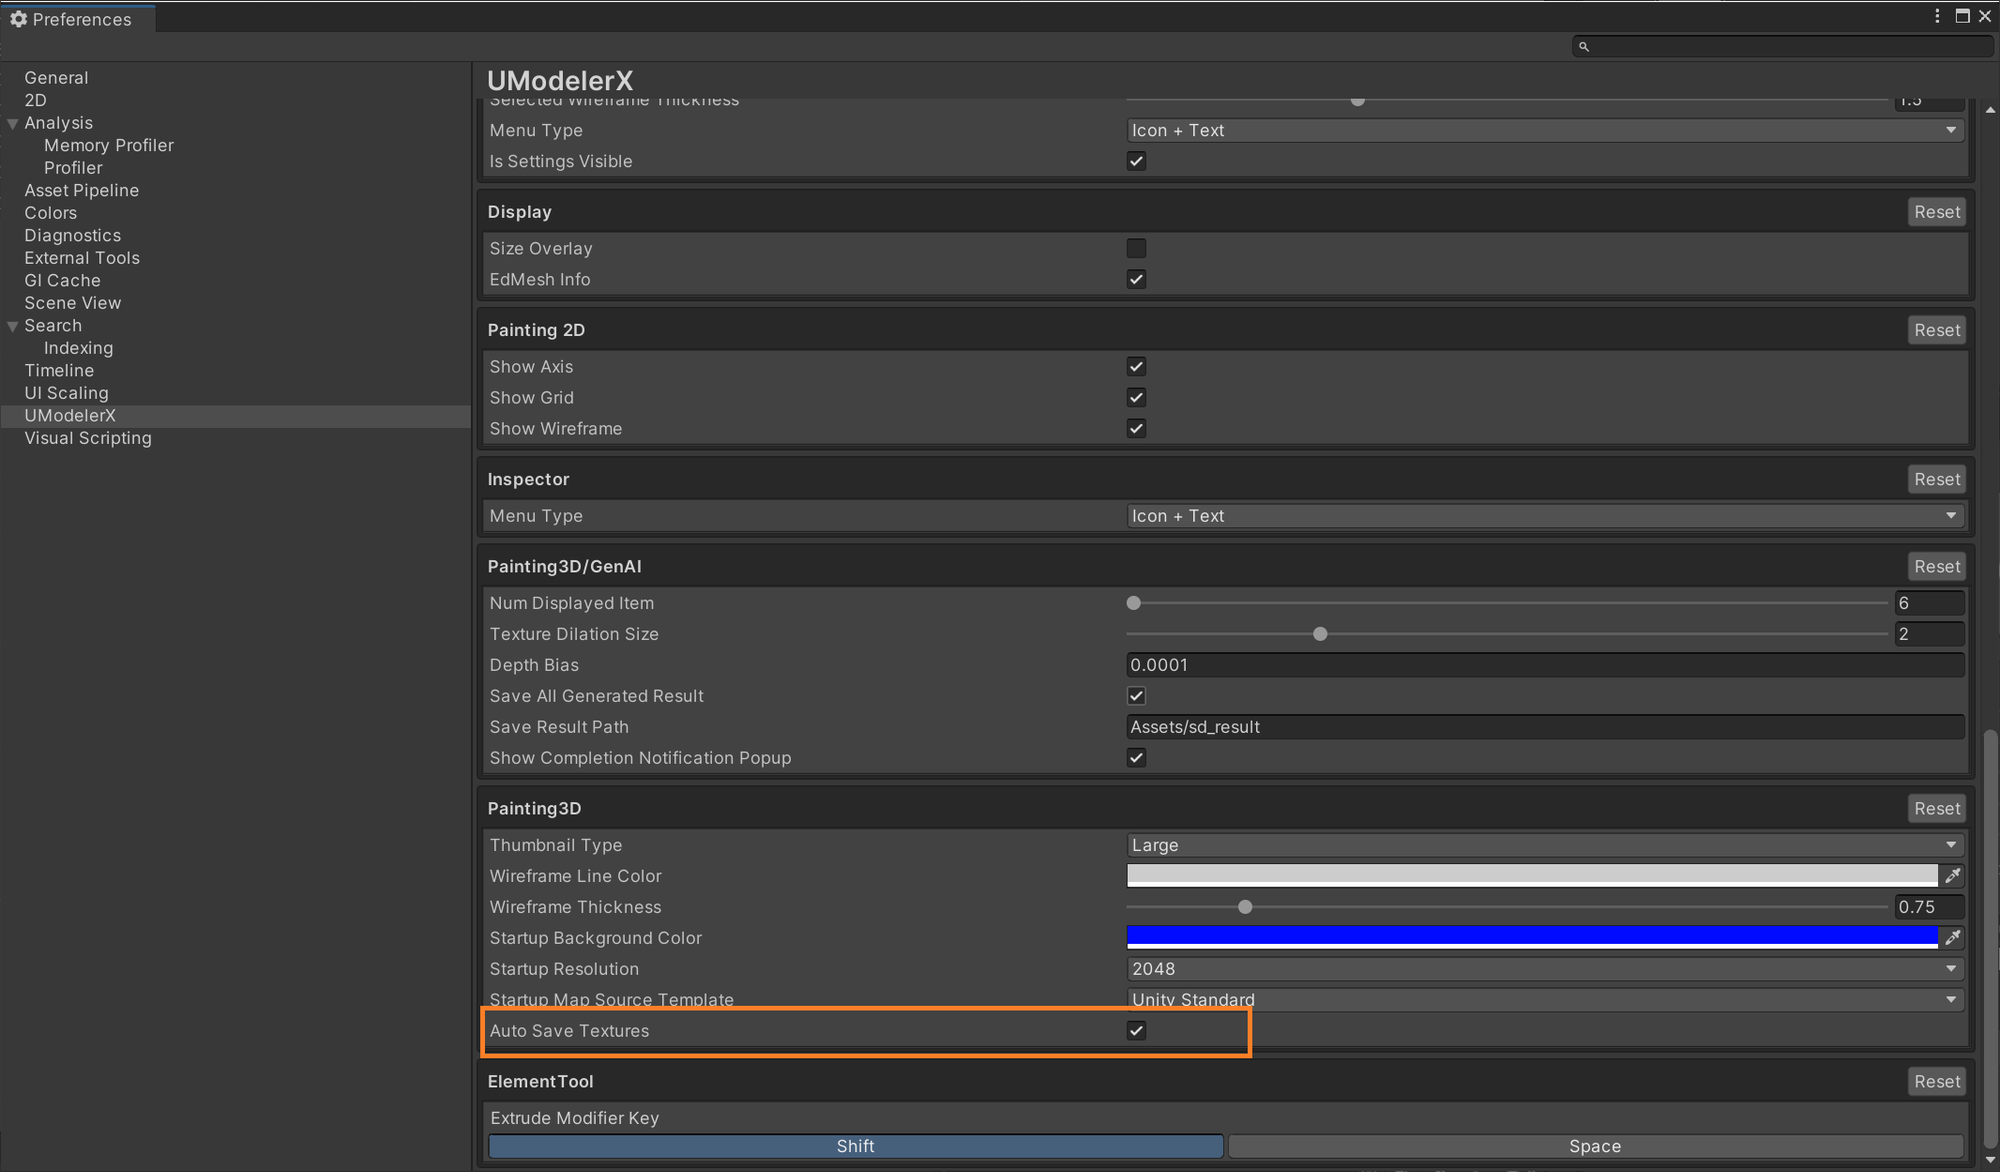 Preferences
General
2D
Analysis
Memory Profiler
Profiler
Asset Pipeline
Colors
Diagnostics
External Tools
GI Cache
Scene View
Search
Indexing
Timeline
UI Scaling
UModelerX
Visual Scripting
UModelerX
Selected Wireframe Thickness 1.5
Menu Type Icon + Text
Is Settings Visible
Display Reset
Size Overlay
EdMesh Info
Painting 2D Reset
Show Axis
Show Grid
Show Wireframe
Inspector Reset
Menu Type Icon + Text
Painting3D/GenAI Reset
Num Displayed Item 6
Texture Dilation Size 2
Depth Bias 0.0001
Save All Generated Result
Save Result Path Assets/sd_result
Show Completion Notification Popup
Painting3D Reset
Thumbnail Type Large
Wireframe Line Color
Wireframe Thickness 0.75
Startup Background Color
Startup Resolution 2048
Startup Map Source Template Unity Standard
Auto Save Textures
ElementTool Reset
Extrude Modifier Key
Shift Space